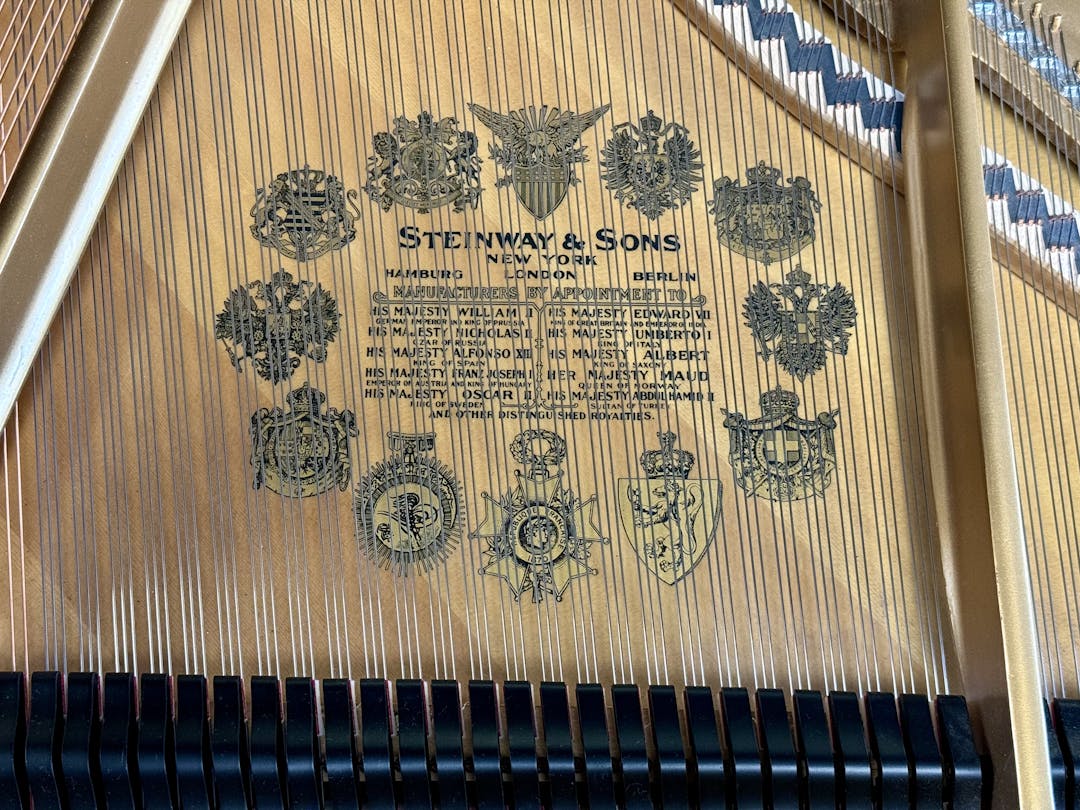 STEINWAY & SONS
NEW YORK
HAMBURG LONDON BERLIN
MANUFACTURERS BY APPOINTMENT TO
HIS MAJESTY WILLIAM II
GERMAN EMPEROR AND KING OF PRUSSIA
HIS MAJESTY NICHOLAS II
CZAR OF RUSSIA
HIS MAJESTY ALFONSO XIII
KING OF SPAIN
HIS MAJESTY FRANZ JOSEPH I
EMPEROR OF AUSTRIA AND KING OF HUNGARY
HIS MAJESTY OSCAR II
KING OF SWEDEN
HIS MAJESTY EDWARD VII
KING OF GREAT BRITAIN AND EMPEROR OF INDIA
HIS MAJESTY UMBERTO I
KING OF ITALY
HIS MAJESTY ALBERT
KING OF SAXONY
HER MAJESTY MAUD
QUEEN OF NORWAY
HIS MAJESTY ABDUL HAMID II
SULTAN OF TURKEY
AND OTHER DISTINGUISHED ROYALTIES.
1870